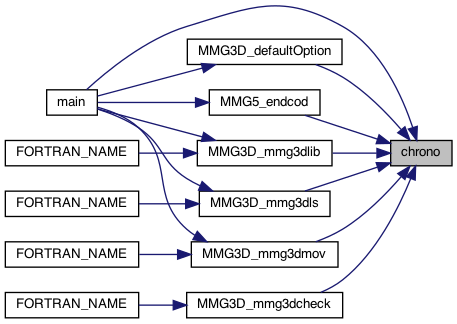 MMG3D_defaultOption
main
MMG5_endcod
chrono
FORTRAN_NAME
MMG3D_mmg3dlib
FORTRAN_NAME
MMG3D_mmg3dls
FORTRAN_NAME
MMG3D_mmg3dmov
FORTRAN_NAME
MMG3D_mmg3dcheck